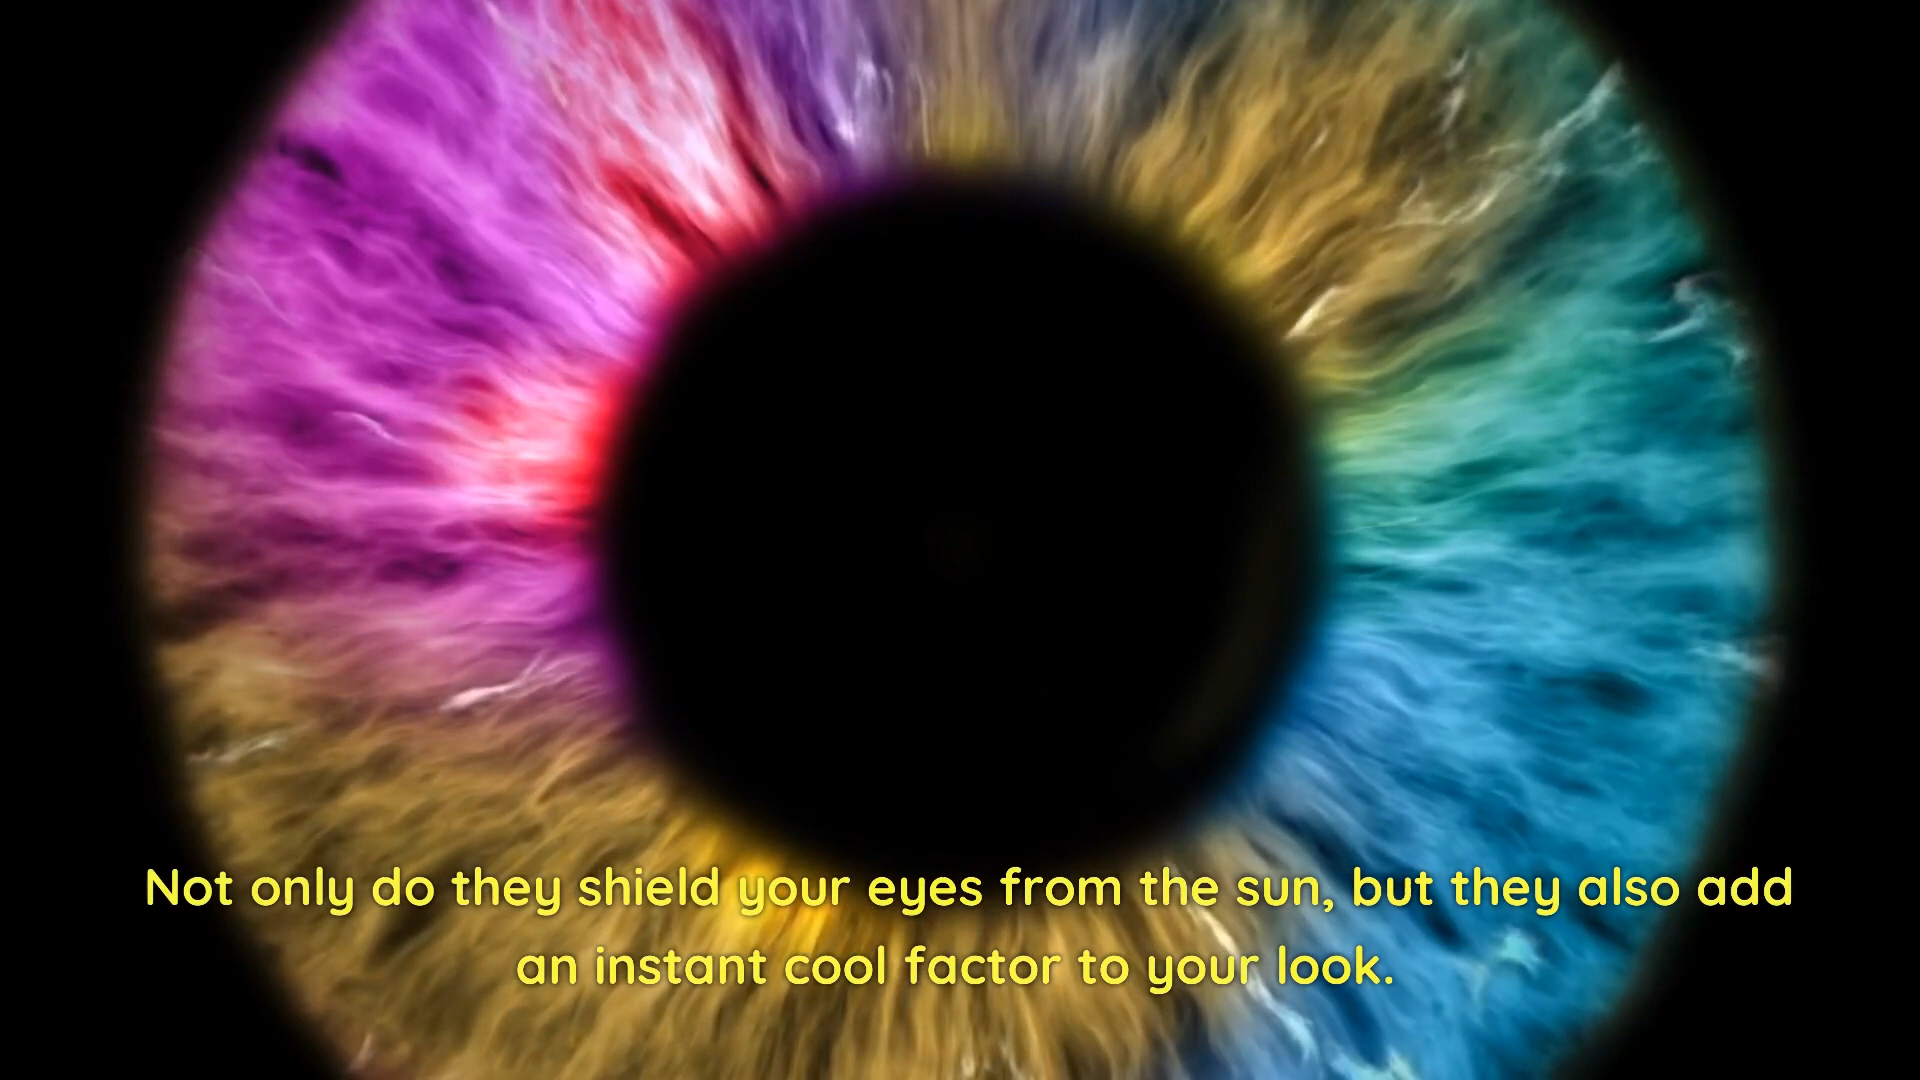 Not only do they shield your eyes from the sun, but they also add
an instant cool factor to your look.